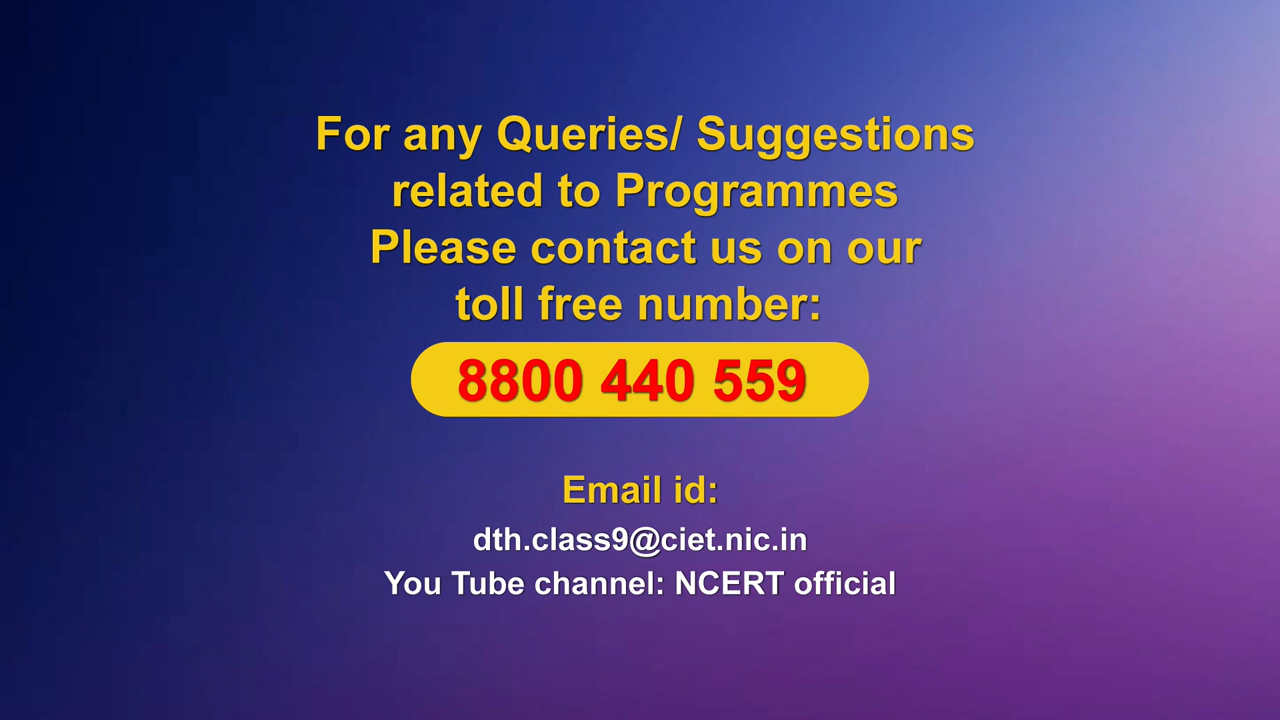 For any Queries/ Suggestions
related to Programmes
Please contact us on our
toll free number:
8800 440 559
Email id:
dth.class9@ciet.nic.in
You Tube channel: NCERT official